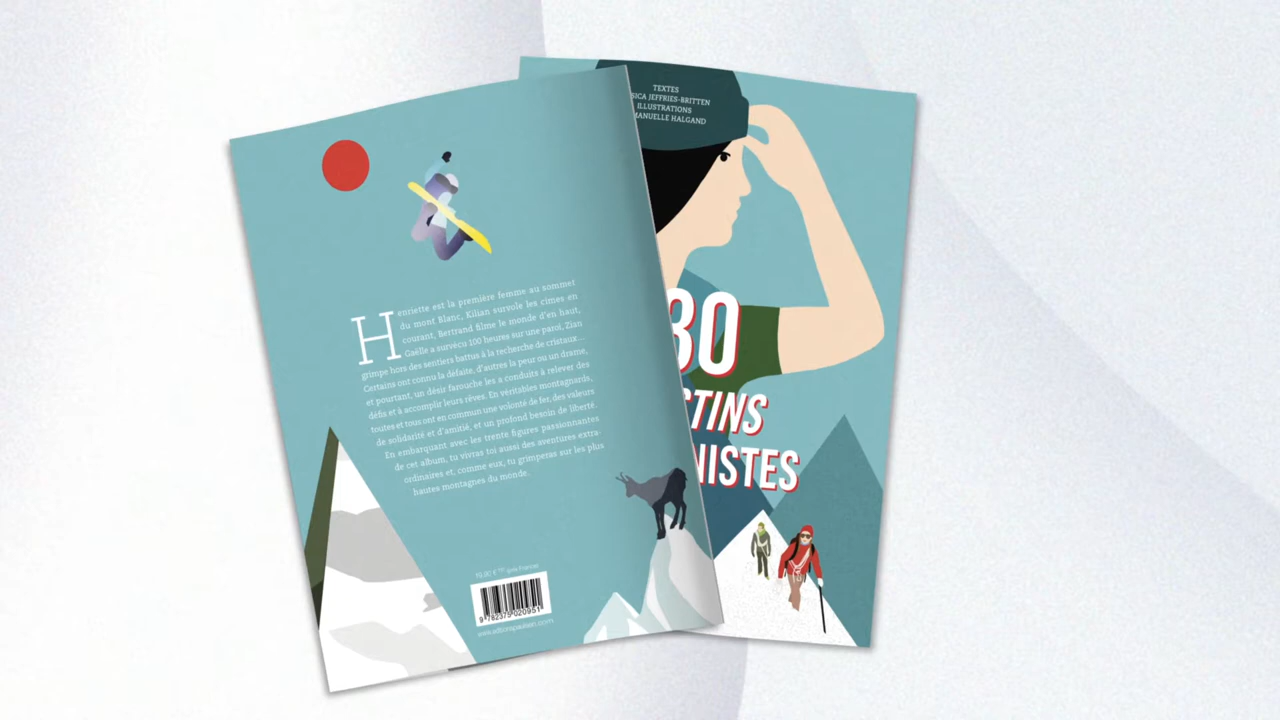 Henriette est la première femme au sommet
du mont Blanc, Kilian survole les cimes en
courant, Bertrand filme le monde d'en haut,
Gaëlle a survécu 100 heures sur une paroi, Zian
grimpe hors des sentiers battus à la recherche de cristaux…
Certains ont connu la défaite, d'autres la peur ou un drame,
et pourtant, un désir farouche les a conduits à relever des
défis et à accomplir leurs rêves. En véritables montagnards,
toutes et tous ont en commun une volonté de fer, des valeurs
de solidarité et d'amitié, et un profond besoin de liberté.
En embarquant avec les trente figures passionnantes
de cet album, tu vivras toi aussi des aventures extra-
ordinaires et, comme eux, tu grimperas sur les plus
hautes montagnes du monde.
9 782379 020951
www.editionspaulsen.com
TEXTES
SICA JEFFRIES-BRITTEN
ILLUSTRATIONS
MANUELLE HALGAND
30
STINS
NISTES